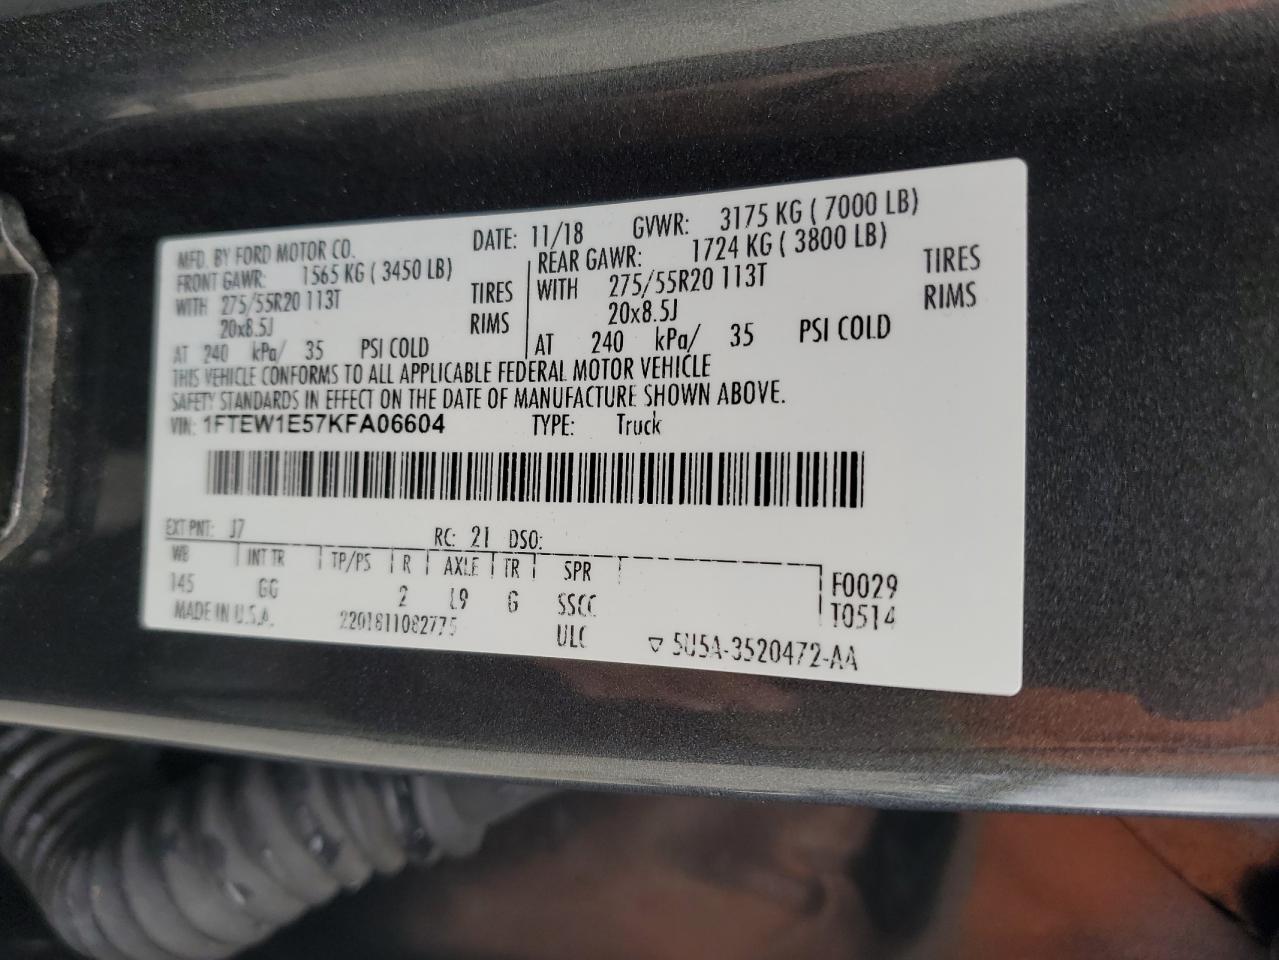 MFD. BY FORD MOTOR CO. DATE: 11/18 GVWR: 3175 KG ( 7000 LB)
FRONT GAWR: 1565 KG ( 3450 LB) REAR GAWR: 1724 KG ( 3800 LB)
WITH 275/55R20 113T TIRES WITH 275/55R20 113T TIRES
20x8.5J RIMS 20x8.5J RIMS
AT 240 kPa/ 35 PSI COLD AT 240 kPa/ 35 PSI COLD
THIS VEHICLE CONFORMS TO ALL APPLICABLE FEDERAL MOTOR VEHICLE
SAFETY STANDARDS IN EFFECT ON THE DATE OF MANUFACTURE SHOWN ABOVE.
VIN: 1FTEW1E57KFA06604 TYPE: Truck
EXT PNT: J7 RC: 21 DSO:
WB INT TR TP/PS R AXLE TR SPR
145 GG 2 L9 G SSCC F0029
T0514
MADE IN U.S.A. 2201811082775 ULC ▽ 5U5A-3520472-AA